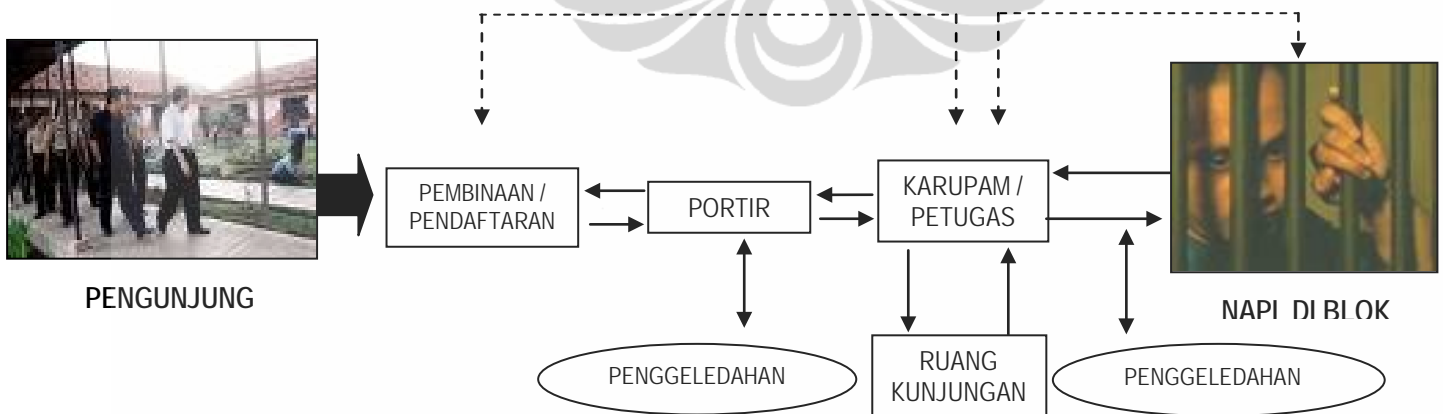 PEMBINAAN /
PENDAFTARAN
PORTIR
KARUPAM /
PETUGAS
PENGUNJUNG
NAPI DI BLOK
PENGGELEDAHAN
RUANG
KUNJUNGAN
PENGGELEDAHAN